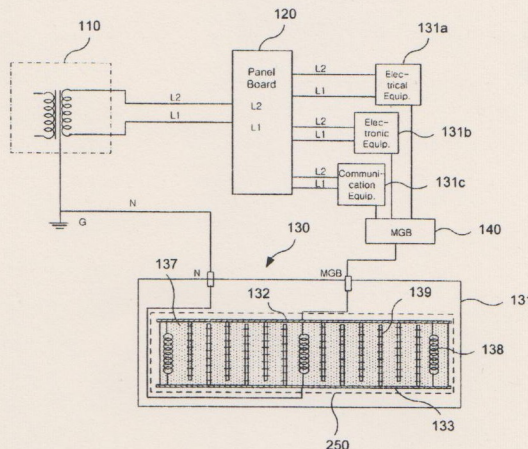 110
120
131a
Panel
Board
L2
L1
L2
L1
L2
L1
Elec-
trical
Equip.
L2
L1
Elec-
tronic
Equip.
131b
L2
L1
Communi-
cation
Equip.
131c
N
G
MGB
140
130
N
MGB
137
132
139
131
138
133
250